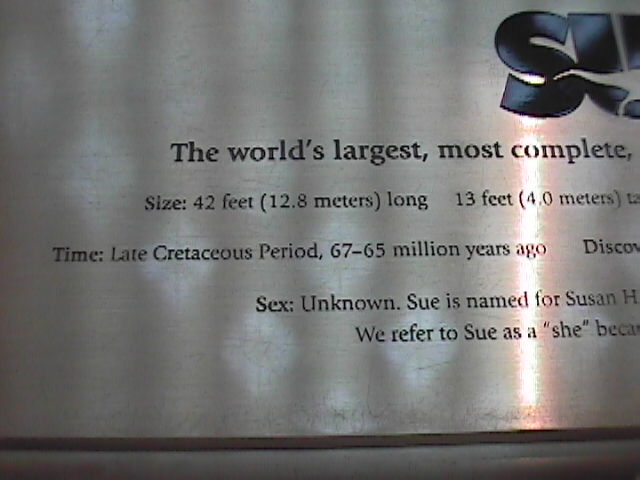 The world's largest, most complete,
Size: 42 feet (12.8 meters) long 13 feet (4.0 meters)
Time: Late Cretaceous Period, 67–65 million years ago
Sex: Unknown. Sue is named for Susan H
We refer to Sue as a "she"